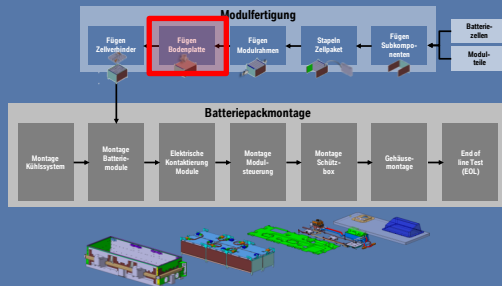 Modulfertigung
Fügen
Zellverbinder
Fügen
Bodenplatte
Fügen
Modulrahmen
Stapeln
Zellpaket
Fügen
Subkompo-
nenten
Batterie-
zellen
Modul-
teile
Batteriepackmontage
Montage
Kühlssystem
Montage
Batterie-
module
Elektrische
Kontaktierung
Module
Montage
Modul-
steuerung
Montage
Schütz-
box
Gehäuse-
montage
End of
line Test
(EOL)